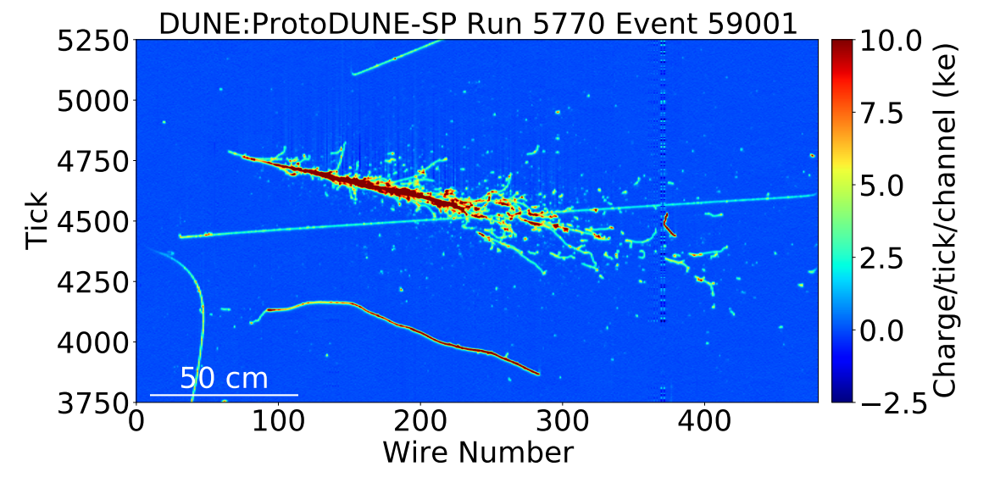 DUNE:ProtoDUNE-SP Run 5770 Event 59001
5250
5000
4750
4500
4250
4000
3750
Tick
50 cm
0 100 200 300 400
Wire Number
10.0
7.5
5.0
2.5
0.0
−2.5
Charge/tick/channel (ke)